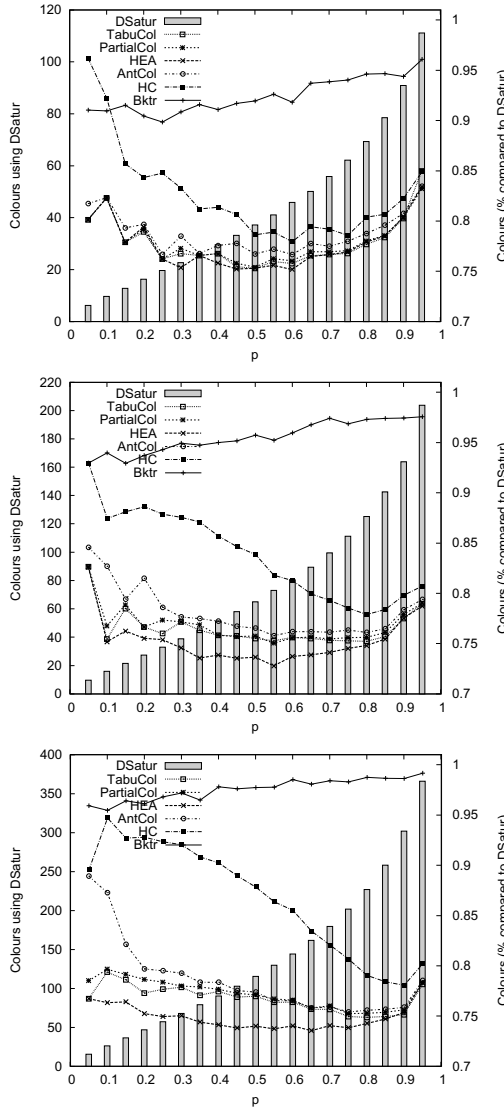 120
100
80
60
40
20
0
Colours using DSatur
DSatur
TabuCol
PartialCol
HEA
AntCol
HC
Bktr
1
0.95
0.9
0.85
0.8
0.75
0.7
Colours (% compared to DSatur)
0 0.1 0.2 0.3 0.4 0.5 0.6 0.7 0.8 0.9 1
p
220
200
180
160
140
120
100
80
60
40
20
0
Colours using DSatur
DSatur
TabuCol
PartialCol
HEA
AntCol
HC
Bktr
1
0.95
0.9
0.85
0.8
0.75
0.7
Colours (% compared to DSatur)
0 0.1 0.2 0.3 0.4 0.5 0.6 0.7 0.8 0.9 1
p
400
350
300
250
200
150
100
50
0
Colours using DSatur
DSatur
TabuCol
PartialCol
HEA
AntCol
HC
Bktr
1
0.95
0.9
0.85
0.8
0.75
0.7
Colours (% compared to DSatur)
0 0.1 0.2 0.3 0.4 0.5 0.6 0.7 0.8 0.9 1
p